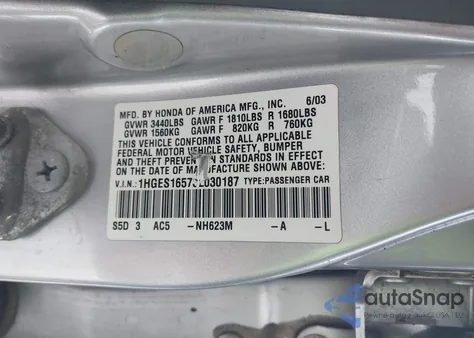 MFD. BY HONDA OF AMERICA MFG., INC. 6/03
GVWR 3440LBS GAWR F 1810LBS R 1680LBS
GVWR 1560KG GAWR F 820KG R 760KG
THIS VEHICLE CONFORMS TO ALL APPLICABLE
FEDERAL MOTOR VEHICLE SAFETY, BUMPER
AND THEFT PREVENTION STANDARDS IN EFFECT
ON THE DATE OF MANUFACTURE SHOWN ABOVE:
V.I.N.: TYPE:PASSENGER CAR
S5D 3 AC5 -NH623M -A -L
autoSnap